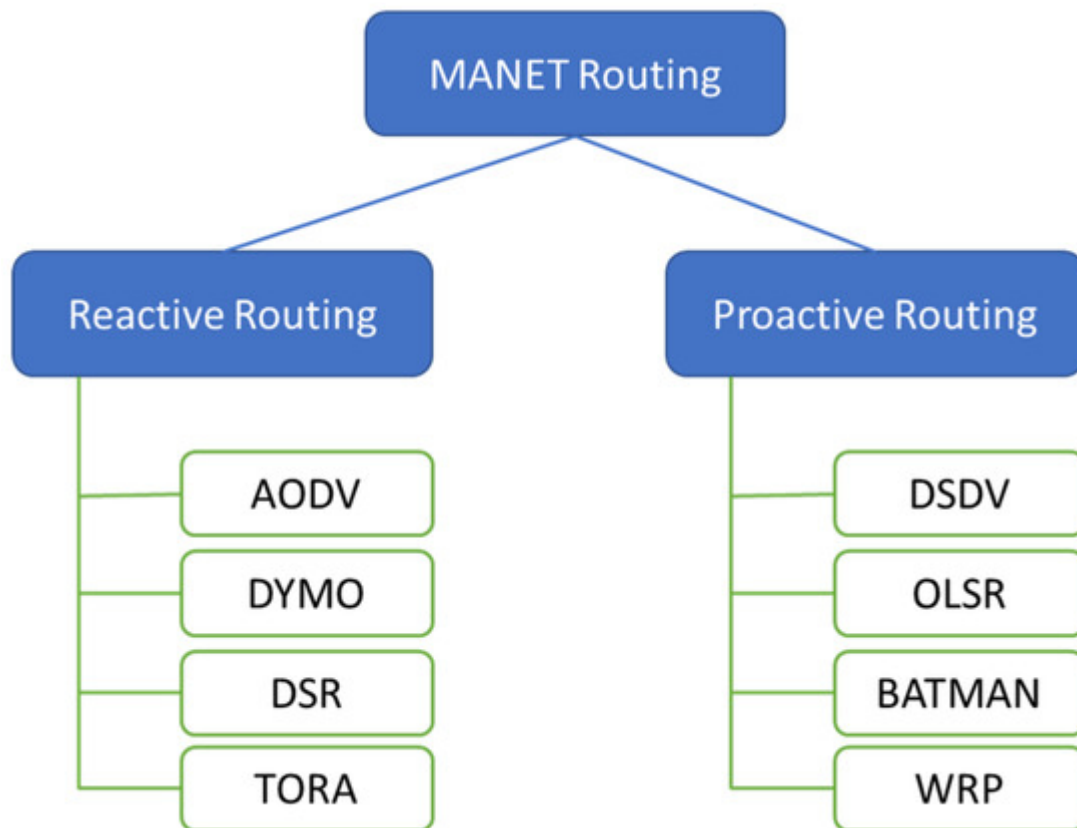 MANET Routing
Reactive Routing
Proactive Routing
AODV
DYMO
DSR
TORA
DSDV
OLSR
BATMAN
WRP